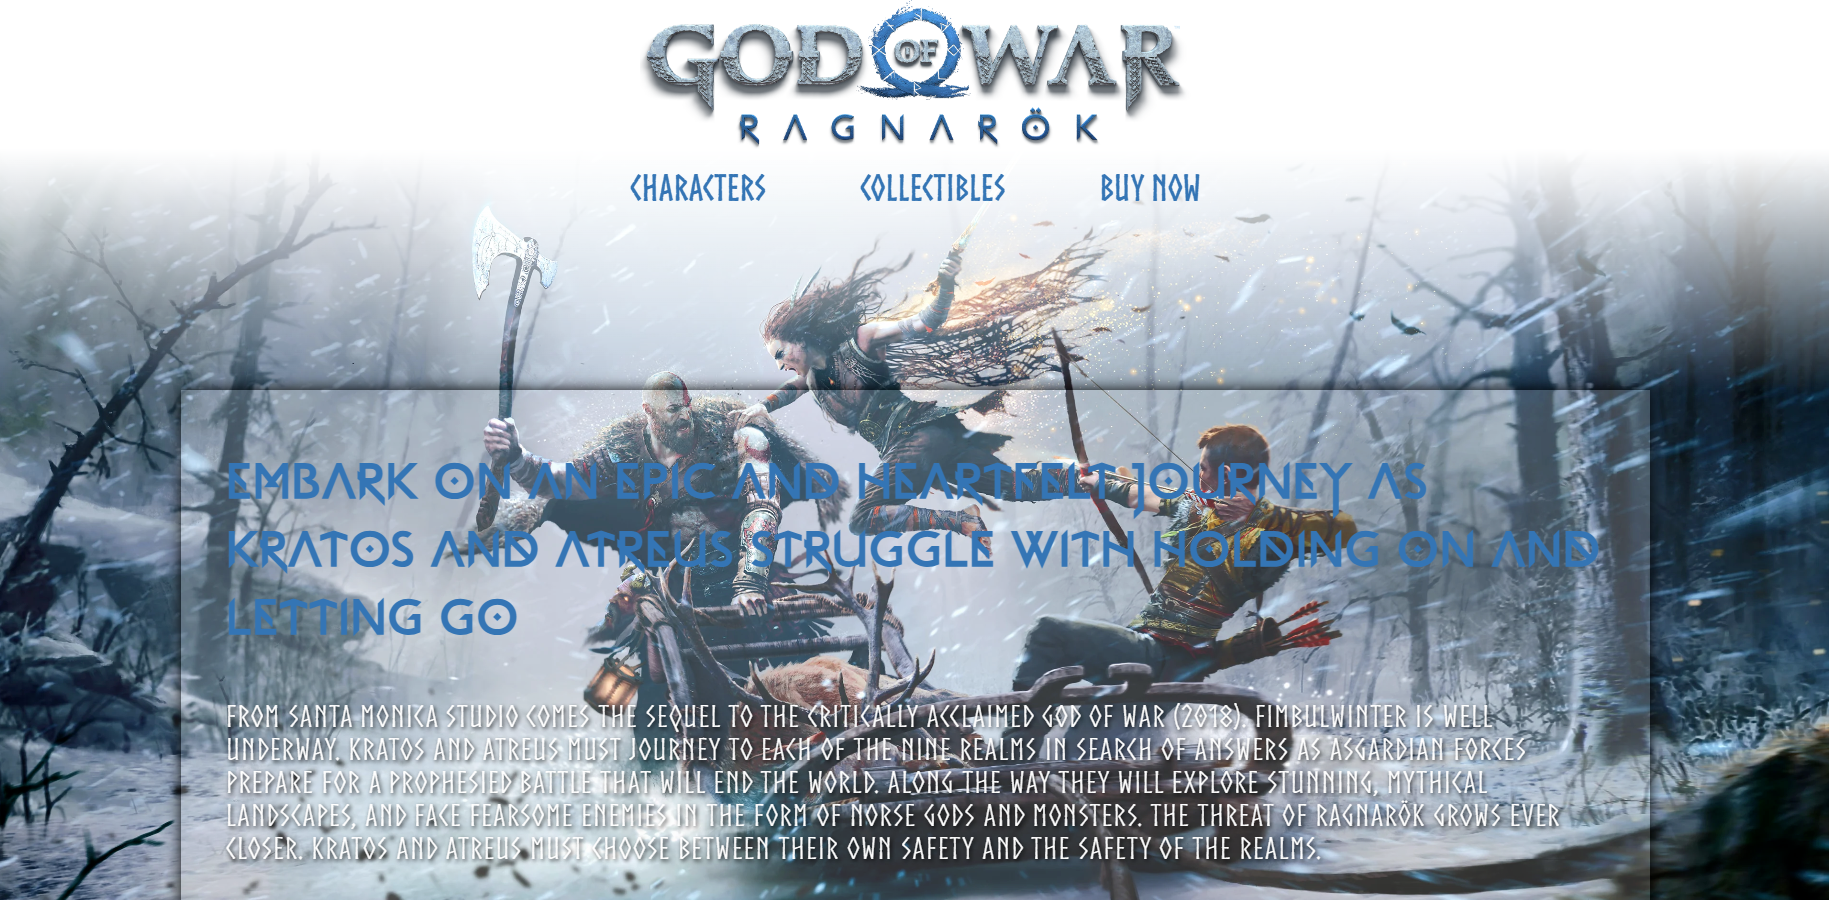 GOD OF WAR
RAGNARÖK
CHARACTERS COLLECTIBLES BUY NOW
EMBARK ON AN EPIC AND HEARTFELT JOURNEY AS
KRATOS AND ATREUS STRUGGLE WITH HOLDING ON AND
LETTING GO
FROM SANTA MONICA STUDIO COMES THE SEQUEL TO THE CRITICALLY ACCLAIMED GOD OF WAR (2018). FIMBULWINTER IS WELL
UNDERWAY. KRATOS AND ATREUS MUST JOURNEY TO EACH OF THE NINE REALMS IN SEARCH OF ANSWERS AS ASGARDIAN FORCES
PREPARE FOR A PROPHESIED BATTLE THAT WILL END THE WORLD. ALONG THE WAY THEY WILL EXPLORE STUNNING, MYTHICAL
LANDSCAPES, AND FACE FEARSOME ENEMIES IN THE FORM OF NORSE GODS AND MONSTERS. THE THREAT OF RAGNARÖK GROWS EVER
CLOSER. KRATOS AND ATREUS MUST CHOOSE BETWEEN THEIR OWN SAFETY AND THE SAFETY OF THE REALMS.